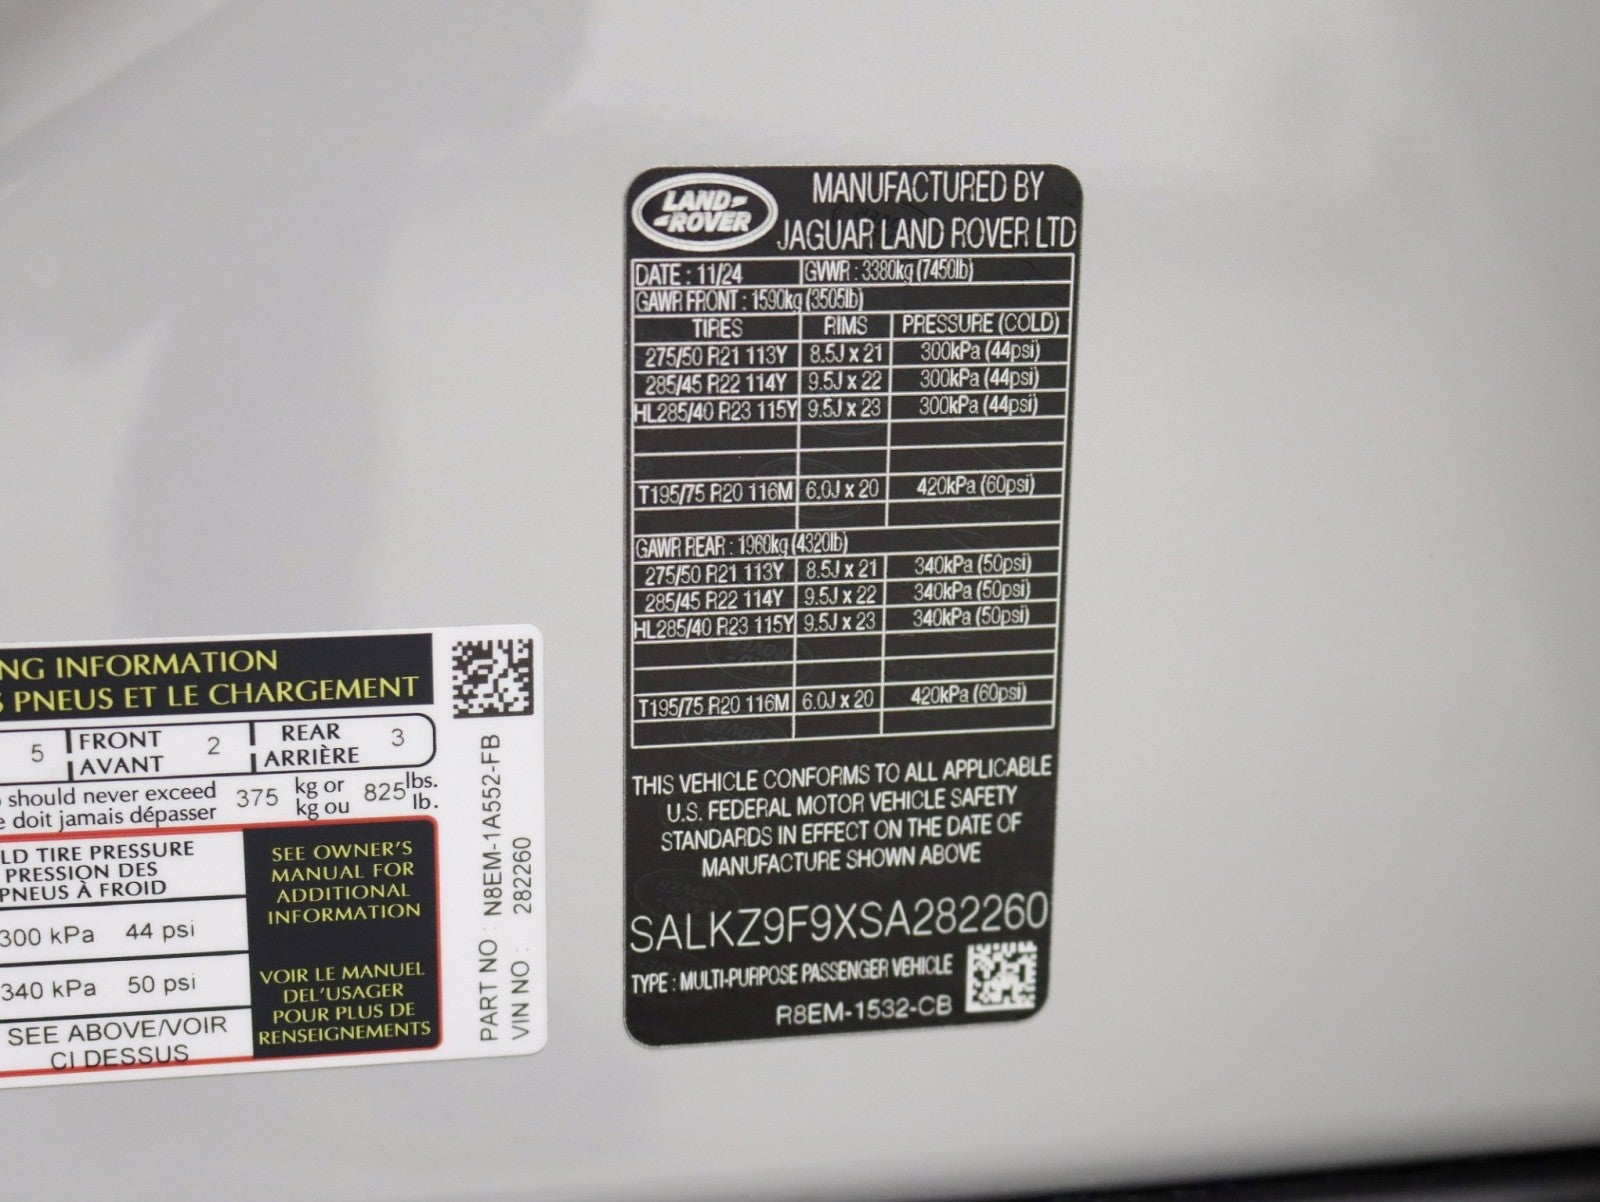 LAND ROVER
MANUFACTURED BY
JAGUAR LAND ROVER LTD
DATE : 11/24 GVWR : 3380kg (7450lb)
GAWR FRONT : 1590kg (3505lb)
TIRES RIMS PRESSURE (COLD)
275/50 R21 113Y 8.5J x 21 300kPa (44psi)
285/45 R22 114Y 9.5J x 22 300kPa (44psi)
HL285/40 R23 115Y 9.5J x 23 300kPa (44psi)
T195/75 R20 116M 6.0J x 20 420kPa (60psi)
GAWR REAR : 1960kg (4320lb)
275/50 R21 113Y 8.5J x 21 340kPa (50psi)
285/45 R22 114Y 9.5J x 22 340kPa (50psi)
HL285/40 R23 115Y 9.5J x 23 340kPa (50psi)
T195/75 R20 116M 6.0J x 20 420kPa (60psi)
THIS VEHICLE CONFORMS TO ALL APPLICABLE
U.S. FEDERAL MOTOR VEHICLE SAFETY
STANDARDS IN EFFECT ON THE DATE OF
MANUFACTURE SHOWN ABOVE
SALKZ9F9XSA282260
TYPE : MULTI-PURPOSE PASSENGER VEHICLE
R8EM-1532-CB
NG INFORMATION
S PNEUS ET LE CHARGEMENT
5 FRONT AVANT 2 REAR ARRIÈRE 3
should never exceed 375 kg or 825 lbs.
e doit jamais dépasser kg ou lb.
LD TIRE PRESSURE
PRESSION DES
PNEUS À FROID
300 kPa 44 psi
340 kPa 50 psi
SEE ABOVE/VOIR
CI DESSUS
SEE OWNER'S
MANUAL FOR
ADDITIONAL
INFORMATION
VOIR LE MANUEL
DEL'USAGER
POUR PLUS DE
RENSEIGNEMENTS
PART NO : N8EM-1A552-FB
VIN NO : 282260